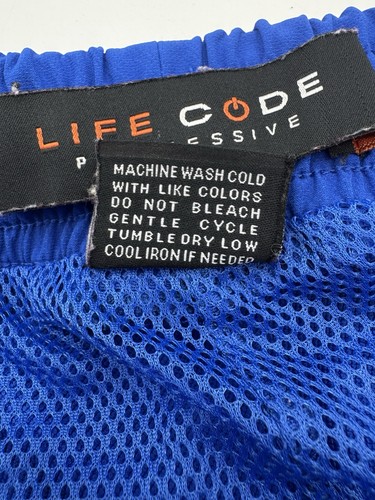 LIFE CODE
MACHINE WASH COLD
WITH LIKE COLORS
DO NOT BLEACH
GENTLE CYCLE
TUMBLE DRY LOW
COOL IRON IF NEEDED